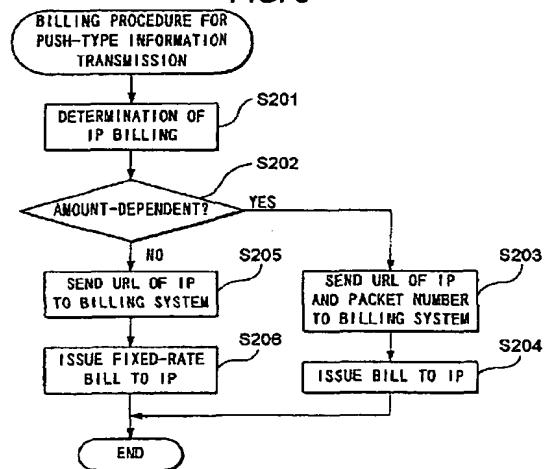 BILLING PROCEDURE FOR
PUSH-TYPE INFORMATION
TRANSMISSION
S201
DETERMINATION OF
IP BILLING
S202
AMOUNT-DEPENDENT?
YES
NO
S205
SEND URL OF IP
TO BILLING SYSTEM
S203
SEND URL OF IP
AND PACKET NUMBER
TO BILLING SYSTEM
S206
ISSUE FIXED-RATE
BILL TO IP
S204
ISSUE BILL TO IP
END